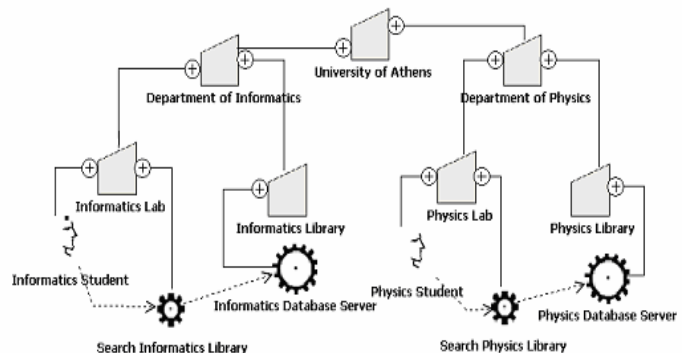 University of Athens
Department of Informatics
Department of Physics
Informatics Lab
Informatics Library
Physics Lab
Physics Library
Informatics Student
Informatics Database Server
Physics Student
Physics Database Server
Search Informatics Library
Search Physics Library